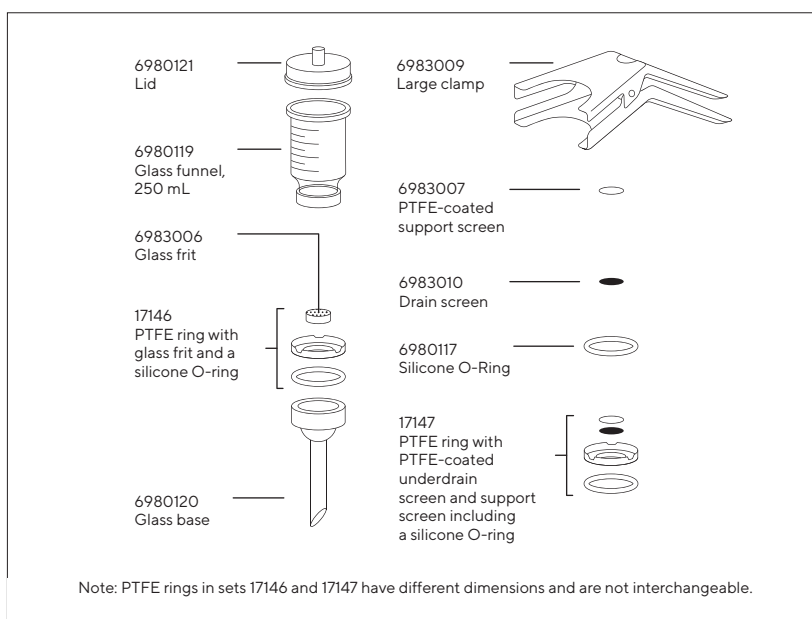 6980121
Lid
6980119
Glass funnel,
250 mL
6983006
Glass frit
17146
PTFE ring with
glass frit and a
silicone O-ring
6980120
Glass base
6983009
Large clamp
6983007
PTFE-coated
support screen
6983010
Drain screen
6980117
Silicone O-Ring
17147
PTFE ring with
PTFE-coated
underdrain
screen and support
screen including
a silicone O-ring
Note: PTFE rings in sets 17146 and 17147 have different dimensions and are not interchangeable.